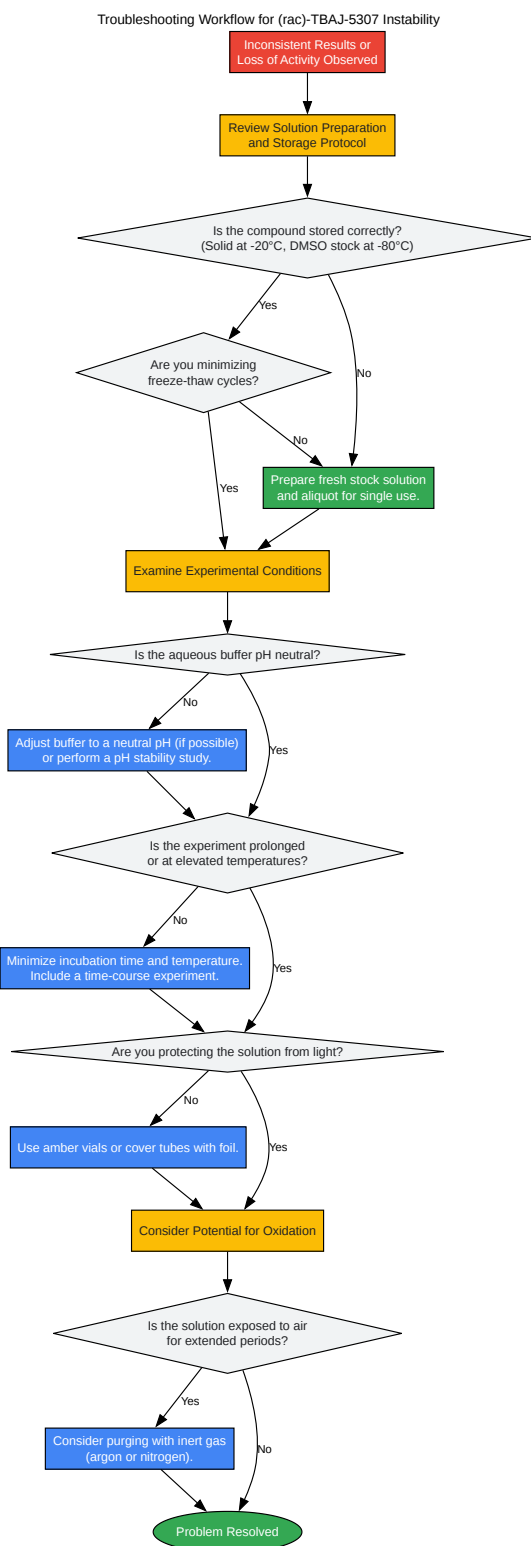 Troubleshooting Workflow for (rac)-TBAJ-5307 Instability
Inconsistent Results or
Loss of Activity Observed
Review Solution Preparation
and Storage Protocol
Is the compound stored correctly?
(Solid at -20°C, DMSO stock at -80°C)
Yes
Are you minimizing
freeze-thaw cycles?
No
No
Yes
Prepare fresh stock solution
and aliquot for single use.
Examine Experimental Conditions
Is the aqueous buffer pH neutral?
No
Adjust buffer to a neutral pH (if possible)
or perform a pH stability study.
Yes
Is the experiment prolonged
or at elevated temperatures?
No
Minimize incubation time and temperature.
Include a time-course experiment.
Yes
Are you protecting the solution from light?
No
Use amber vials or cover tubes with foil.
Yes
Consider Potential for Oxidation
Is the solution exposed to air
for extended periods?
Yes
Consider purging with inert gas
(argon or nitrogen).
No
Problem Resolved